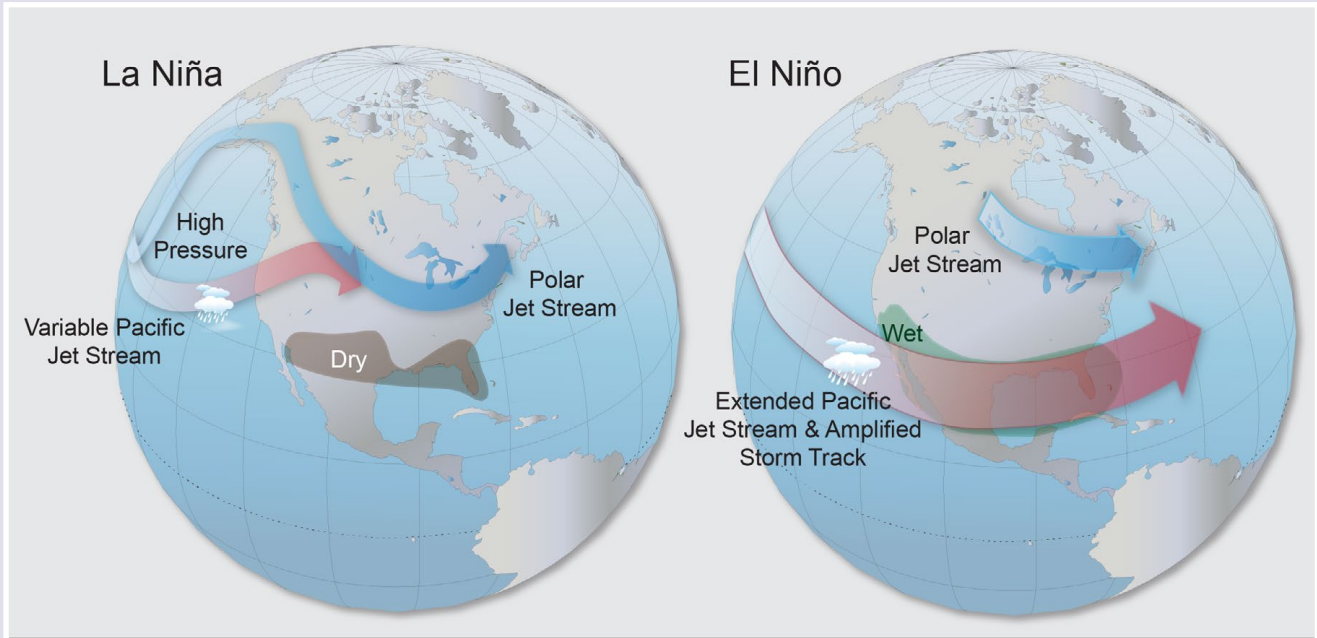 La Niña
High
Pressure
Variable Pacific
Jet Stream
Polar
Jet Stream
Dry
El Niño
Polar
Jet Stream
Wet
Extended Pacific
Jet Stream & Amplified
Storm Track